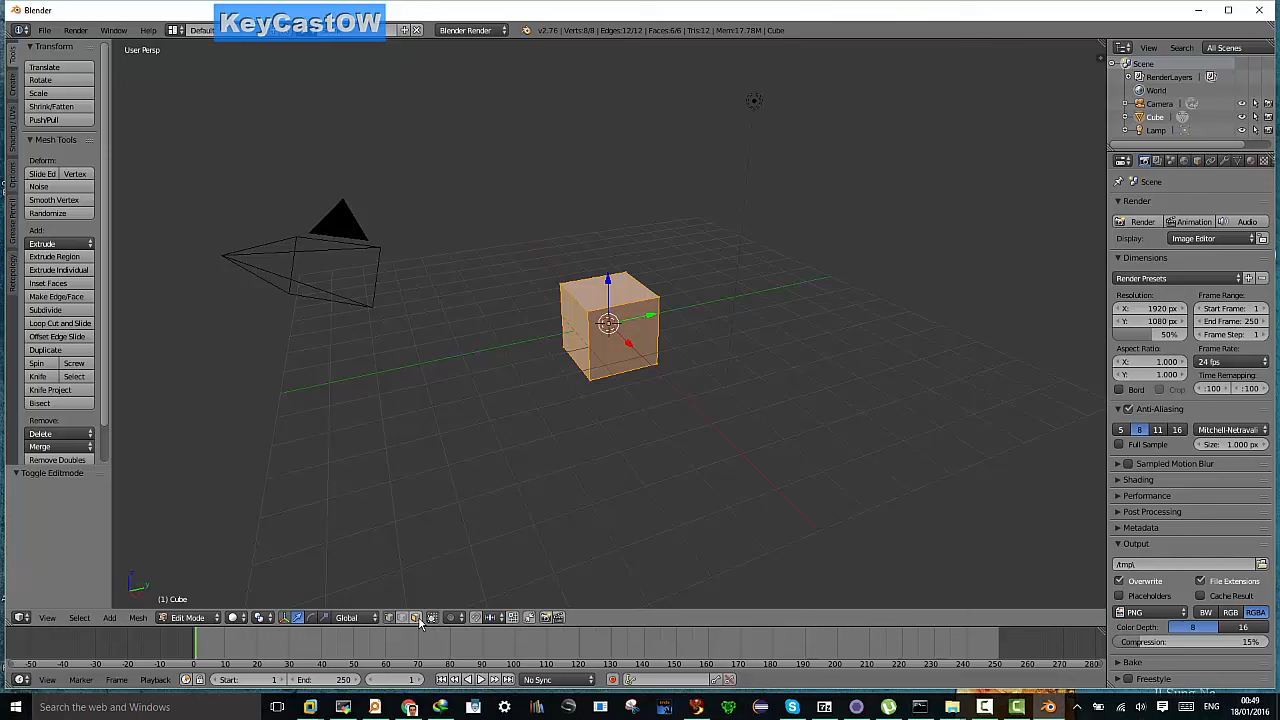 Blender
KeyCastOW
File
Render
Window
Help
Default
Blender Render
v2.76 | Verts:8/8 | Edges:12/12 | Faces:6/6 | Tris:12 | Mem:17.78M | Cube
View
Search
All Scenes
Transform
User Persp
Scene
Translate
RenderLayers
Rotate
World
Scale
Camera
Shrink/Fatten
Cube
Push/Pull
Lamp
Mesh Tools
Deform:
Slide Ed
Vertex
Noise
Scene
Smooth Vertex
Render
Randomize
Render
Animation
Audio
Add:
Display:
Image Editor
Extrude
Extrude Region
Dimensions
Extrude Individual
Render Presets
Inset Faces
Resolution:
Frame Range:
Make Edge/Face
X: 1920 px
Start Frame: 1
Subdivide
Y: 1080 px
End Frame: 250
Loop Cut and Slide
50%
Frame Step: 1
Offset Edge Slide
Aspect Ratio:
Frame Rate:
Duplicate
X: 1.000
24 fps
Spin
Screw
Y: 1.000
Time Remapping:
Knife
Select
Bord
Crop
:100
:100
Knife Project
Bisect
Anti-Aliasing
Remove:
5
8
11
16
Mitchell-Netravali
Delete
Full Sample
Size: 1.000 px
Merge
Remove Doubles
Sampled Motion Blur
Toggle Editmode
Shading
Performance
Post Processing
Metadata
Output
/tmp\
Overwrite
File Extensions
Placeholders
Cache Result
(1) Cube
PNG
BW
RGB
RGBA
View
Select
Add
Mesh
Edit Mode
Global
Color Depth:
8
16
Compression:
15%
Bake
-50 -40 -30 -20 -10 0 10 20 30 40 50 60 70 80 90 100 110 120 130 140 150 160 170 180 190 200 210 220 230 240 250 260 270 280
View
Marker
Frame
Playback
Start: 1
End: 250
1
No Sync
Freestyle
Search the web and Windows
ENG
00:49
18/01/2016